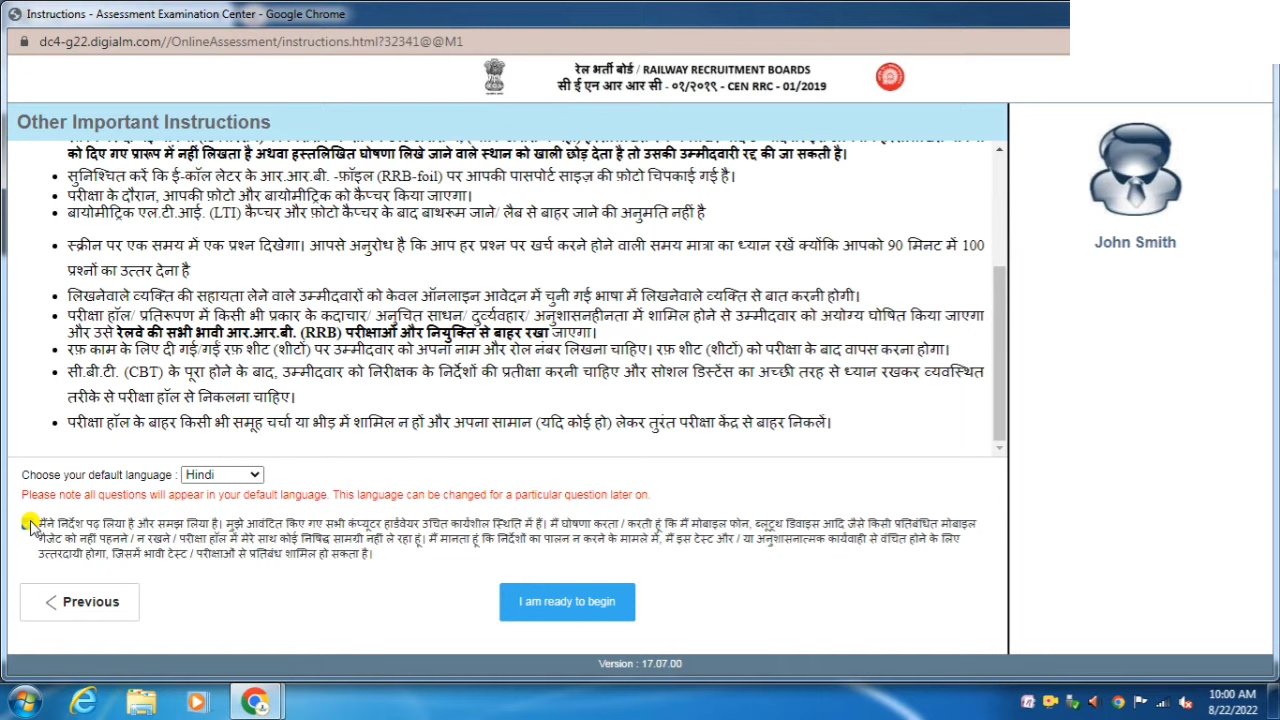 Instructions - Assessment Examination Center - Google Chrome
dc4-g22.digialm.com//OnlineAssessment/instructions.html?32341@@M1
रेल भर्ती बोर्ड / RAILWAY RECRUITMENT BOARDS
सी ई एन आर आर सी - ०१/२०१९ - CEN RRC - 01/2019
Other Important Instructions
को दिए गए प्रारूप में नहीं लिखता है अथवा हस्तलिखित घोषणा लिखे जाने वाले स्थान को खाली छोड़ देता है तो उसकी उम्मीदवारी रद्द की जा सकती है।
• सुनिश्चित करें कि ई-कॉल लेटर के आर.आर.बी. -फ़ॉइल (RRB-foil) पर आपकी पासपोर्ट साइज़ की फ़ोटो चिपकाई गई है।
• परीक्षा के दौरान, आपकी फ़ोटो और बायोमीट्रिक को कैप्चर किया जाएगा।
• बायोमीट्रिक एल.टी.आई. (LTI) कैप्चर और फ़ोटो कैप्चर के बाद बाथरूम जाने/ लैब से बाहर जाने की अनुमति नहीं है
• स्क्रीन पर एक समय में एक प्रश्न दिखेगा। आपसे अनुरोध है कि आप हर प्रश्न पर खर्च करने होने वाली समय मात्रा का ध्यान रखें क्योंकि आपको 90 मिनट में 100
प्रश्नों का उत्तर देना है
• लिखनेवाले व्यक्ति की सहायता लेने वाले उम्मीदवारों को केवल ऑनलाइन आवेदन में चुनी गई भाषा में लिखनेवाले व्यक्ति से बात करनी होगी।
• परीक्षा हॉल/ प्रतिरूपण में किसी भी प्रकार के कदाचार/ अनुचित साधन/ दुर्व्यवहार/ अनुशासनहीनता में शामिल होने से उम्मीदवार को अयोग्य घोषित किया जाएगा
और उसे रेलवे की सभी भावी आर.आर.बी. (RRB) परीक्षाओं और नियुक्ति से बाहर रखा जाएगा।
• रफ़ काम के लिए दी गई/गई रफ़ शीट (शीटों) पर उम्मीदवार को अपना नाम और रोल नंबर लिखना चाहिए। रफ़ शीट (शीटों) को परीक्षा के बाद वापस करना होगा।
• सी.बी.टी. (CBT) के पूरा होने के बाद, उम्मीदवार को निरीक्षक के निर्देशों की प्रतीक्षा करनी चाहिए और सोशल डिस्टेंस का अच्छी तरह से ध्यान रखकर व्यवस्थित
तरीके से परीक्षा हॉल से निकलना चाहिए।
• परीक्षा हॉल के बाहर किसी भी समूह चर्चा या भीड़ में शामिल न हों और अपना सामान (यदि कोई हो) लेकर तुरंत परीक्षा केंद्र से बाहर निकलें।
John Smith
Choose your default language : Hindi
Please note all questions will appear in your default language. This language can be changed for a particular question later on.
मैंने निर्देश पढ़ लिया है और समझ लिया है। मुझे आवंटित किए गए सभी कंप्यूटर हार्डवेयर उचित कार्यशील स्थिति में हैं। मैं घोषणा करता / करती हूं कि मैं मोबाइल फोन, ब्लूटूथ डिवाइस आदि जैसे किसी प्रतिबंधित मोबाइल
गैजेट को नहीं पहनने / न रखने / परीक्षा हॉल में मेरे साथ कोई निषिद्ध सामग्री नहीं ले रहा हूं। मैं मानता हूं कि निर्देशों का पालन न करने के मामले में, मैं इस टेस्ट और / या अनुशासनात्मक कार्यवाही से वंचित होने के लिए
उत्तरदायी होगा, जिसमें भावी टेस्ट / परीक्षाओं से प्रतिबंध शामिल हो सकता है।
Previous
I am ready to begin
Version : 17.07.00
10:00 AM
8/22/2022